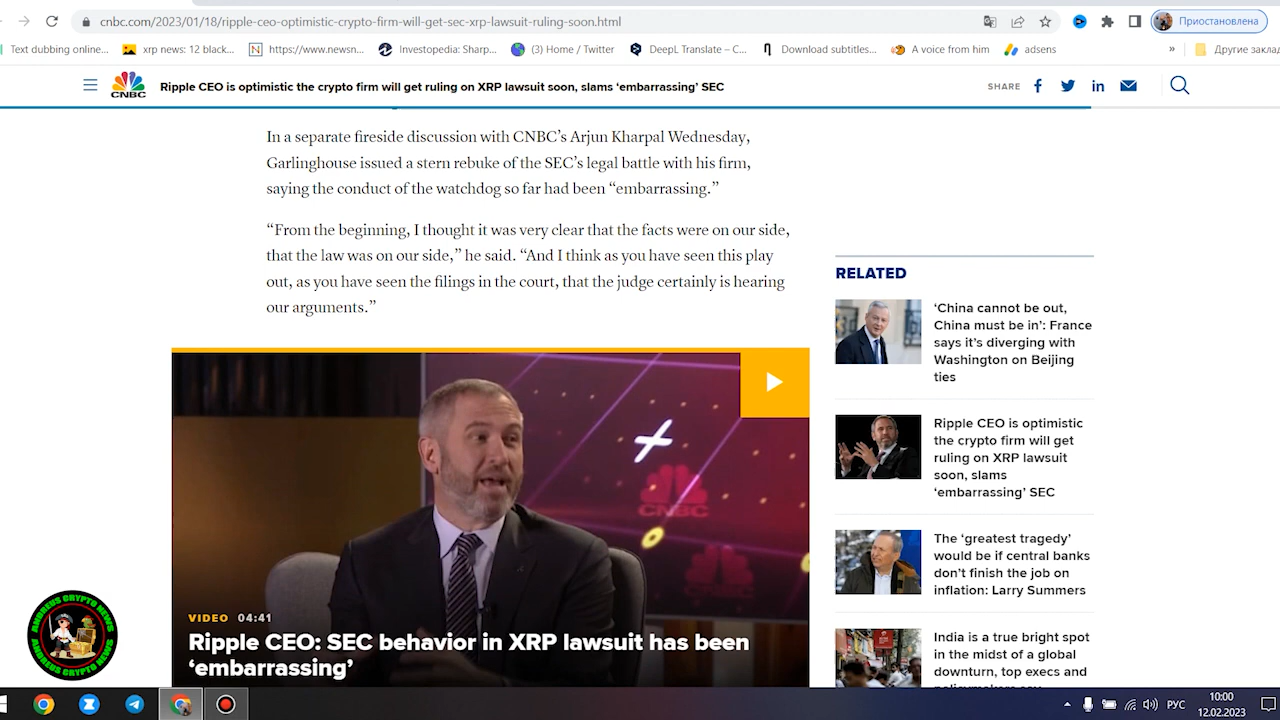 cnbc.com/2023/01/18/ripple-ceo-optimistic-crypto-firm-will-get-sec-xrp-lawsuit-ruling-soon.html
Приостановлена
Text dubbing online...
xrp news: 12 black...
https://www.newsn...
Investopedia: Sharp...
(3) Home / Twitter
DeepL Translate – C...
Download subtitles...
A voice from him
adsens
»
Другие закла
CNBC
Ripple CEO is optimistic the crypto firm will get ruling on XRP lawsuit soon, slams ‘embarrassing’ SEC
SHARE
In a separate fireside discussion with CNBC’s Arjun Kharpal Wednesday,
Garlinghouse issued a stern rebuke of the SEC’s legal battle with his firm,
saying the conduct of the watchdog so far had been “embarrassing.”
“From the beginning, I thought it was very clear that the facts were on our side,
that the law was on our side,” he said. “And I think as you have seen this play
out, as you have seen the filings in the court, that the judge certainly is hearing
our arguments.”
CNBC
VIDEO 04:41
Ripple CEO: SEC behavior in XRP lawsuit has been
‘embarrassing’
RELATED
‘China cannot be out,
China must be in’: France
says it’s diverging with
Washington on Beijing
ties
Ripple CEO is optimistic
the crypto firm will get
ruling on XRP lawsuit
soon, slams
‘embarrassing’ SEC
The ‘greatest tragedy’
would be if central banks
don’t finish the job on
inflation: Larry Summers
India is a true bright spot
in the midst of a global
downturn, top execs and
ANDREUS CRYPTO NEWS
ANDREUS CRYPTO NEWS
РУС
10:00
12.02.2023